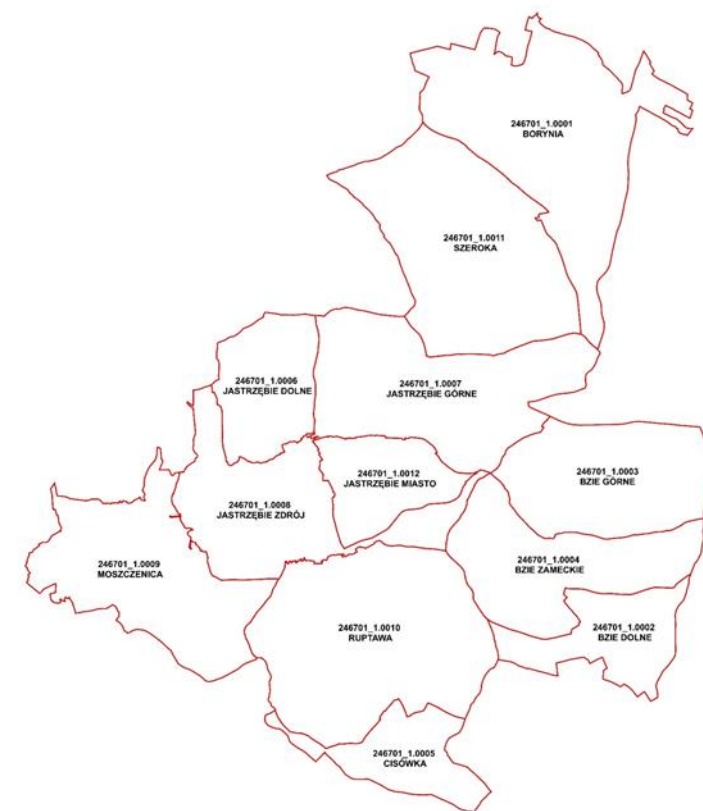 246701_1.0001
BORYNIA
246701_1.0011
SZEROKA
246701_1.0006
JASTRZĘBIE DOLNE
246701_1.0007
JASTRZĘBIE GÓRNE
246701_1.0012
JASTRZĘBIE MIASTO
246701_1.0003
BZIE GÓRNE
246701_1.0008
JASTRZĘBIE ZDRÓJ
246701_1.0009
MOSZCZENICA
246701_1.0004
BZIE ZAMECKIE
246701_1.0010
RUPTAWA
246701_1.0002
BZIE DOLNE
246701_1.0005
CISÓWKA